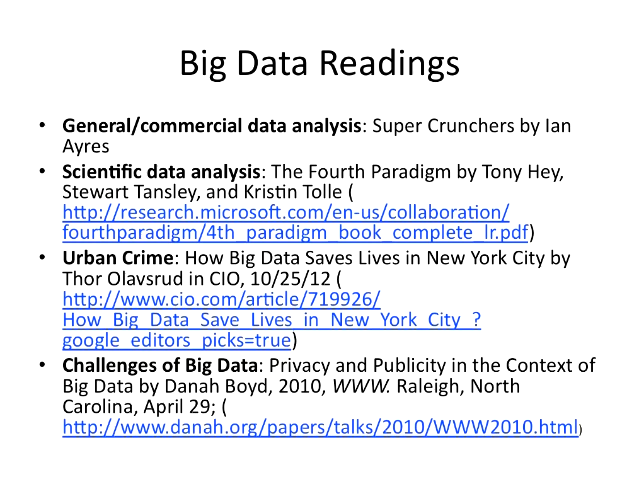 Big Data Readings
• General/commercial data analysis: Super Crunchers by Ian
Ayres
• Scientific data analysis: The Fourth Paradigm by Tony Hey,
Stewart Tansley, and Kristin Tolle (
http://research.microsoft.com/en-us/collaboration/
fourthparadigm/4th_paradigm_book_complete_lr.pdf)
• Urban Crime: How Big Data Saves Lives in New York City by
Thor Olavsrud in CIO, 10/25/12 (
http://www.cio.com/article/719926/
How_Big_Data_Save_Lives_in_New_York_City_?
google_editors_picks=true)
• Challenges of Big Data: Privacy and Publicity in the Context of
Big Data by Danah Boyd, 2010, WWW. Raleigh, North
Carolina, April 29; (
http://www.danah.org/papers/talks/2010/WWW2010.html)